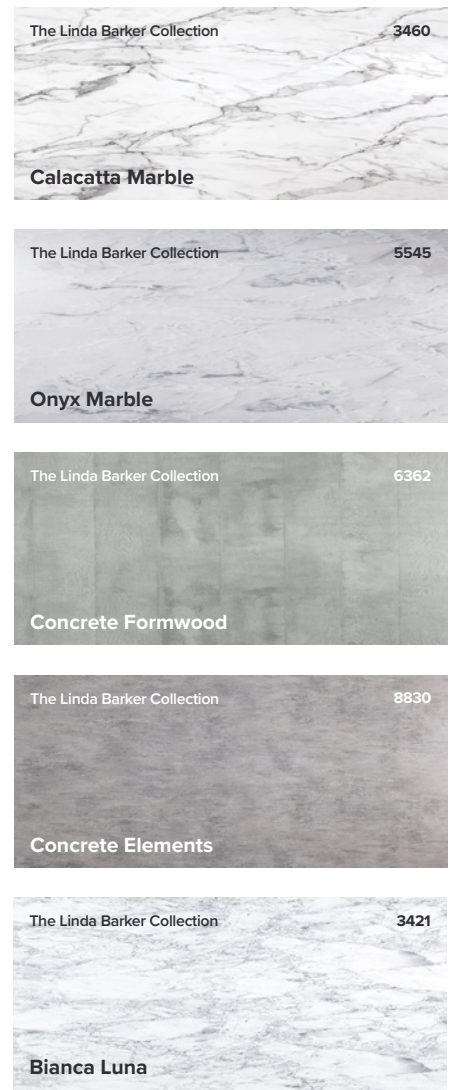 The Linda Barker Collection 3460
Calacatta Marble
The Linda Barker Collection 5545
Onyx Marble
The Linda Barker Collection 6362
Concrete Formwood
The Linda Barker Collection 8830
Concrete Elements
The Linda Barker Collection 3421
Bianca Luna